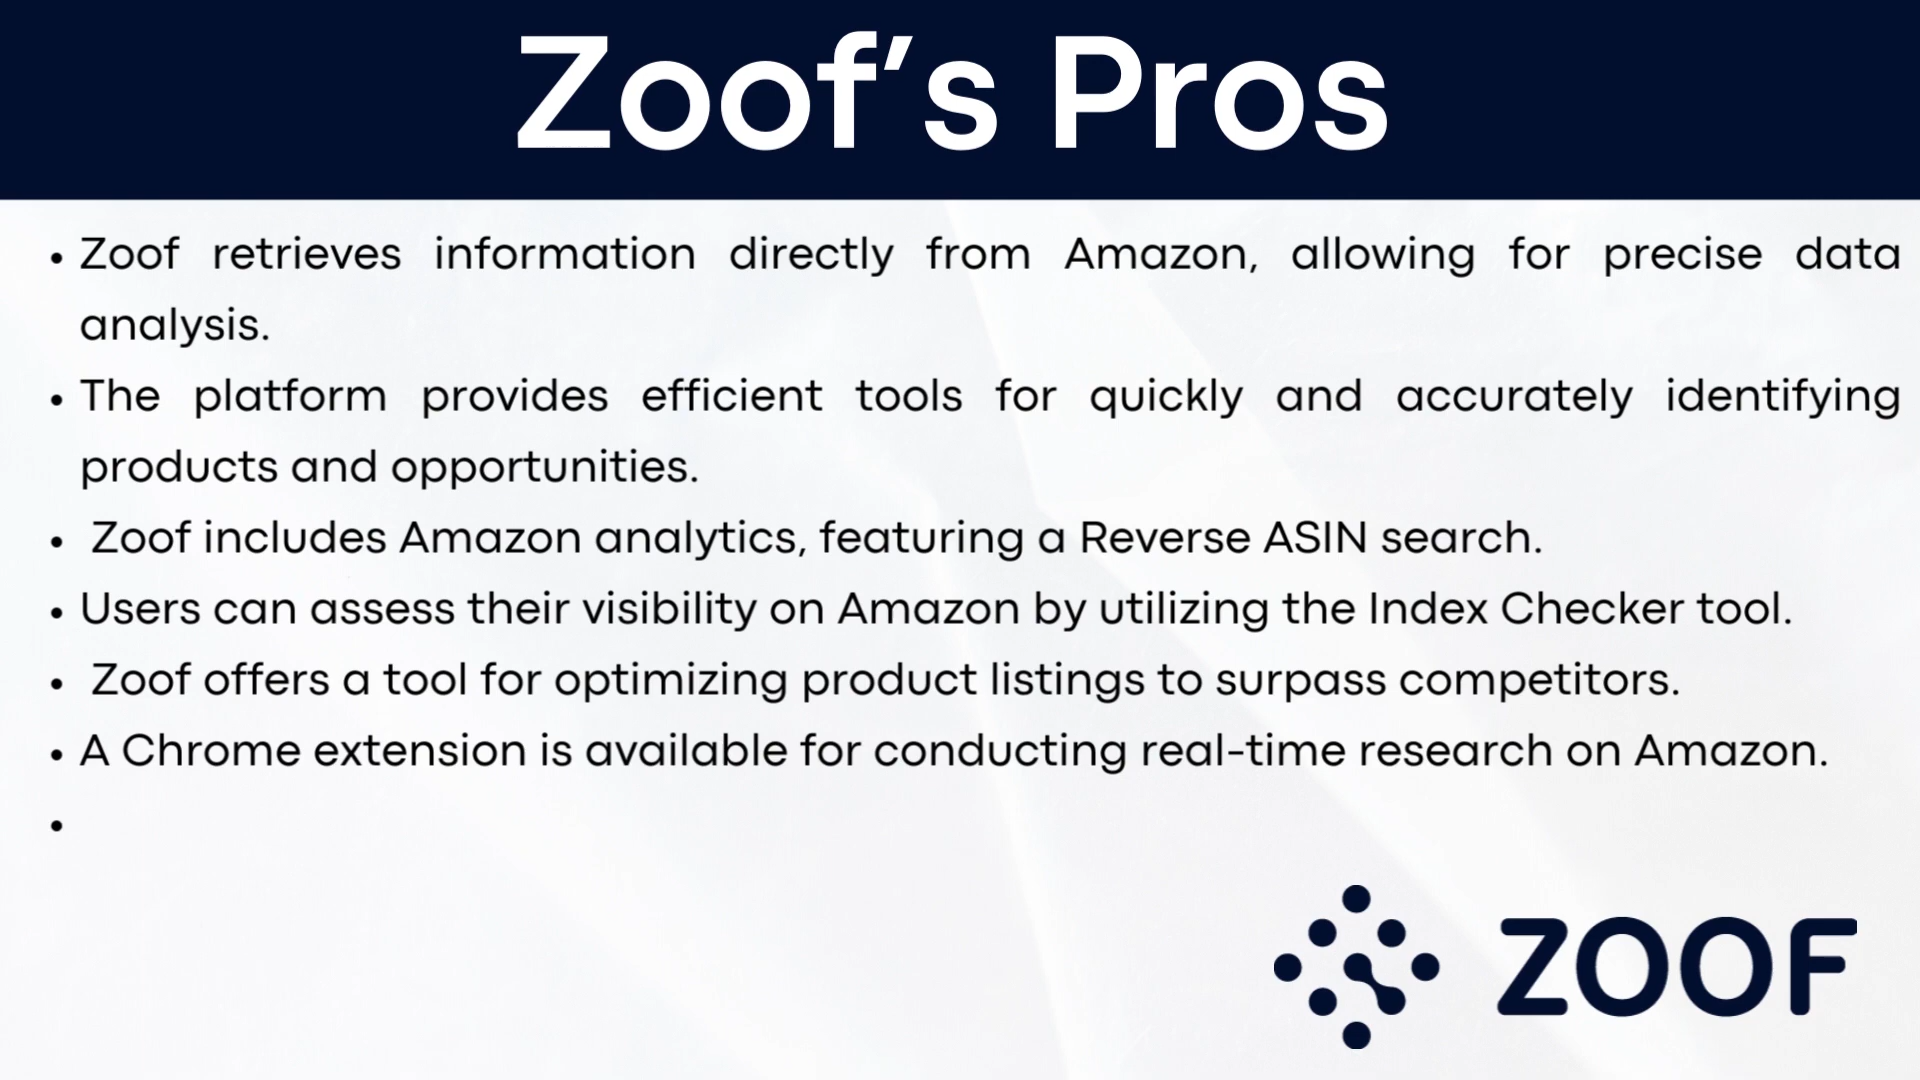 Zoof’s Pros
• Zoof retrieves information directly from Amazon, allowing for precise data
analysis.
• The platform provides efficient tools for quickly and accurately identifying
products and opportunities.
• Zoof includes Amazon analytics, featuring a Reverse ASIN search.
• Users can assess their visibility on Amazon by utilizing the Index Checker tool.
• Zoof offers a tool for optimizing product listings to surpass competitors.
• A Chrome extension is available for conducting real-time research on Amazon.
•
ZOOF